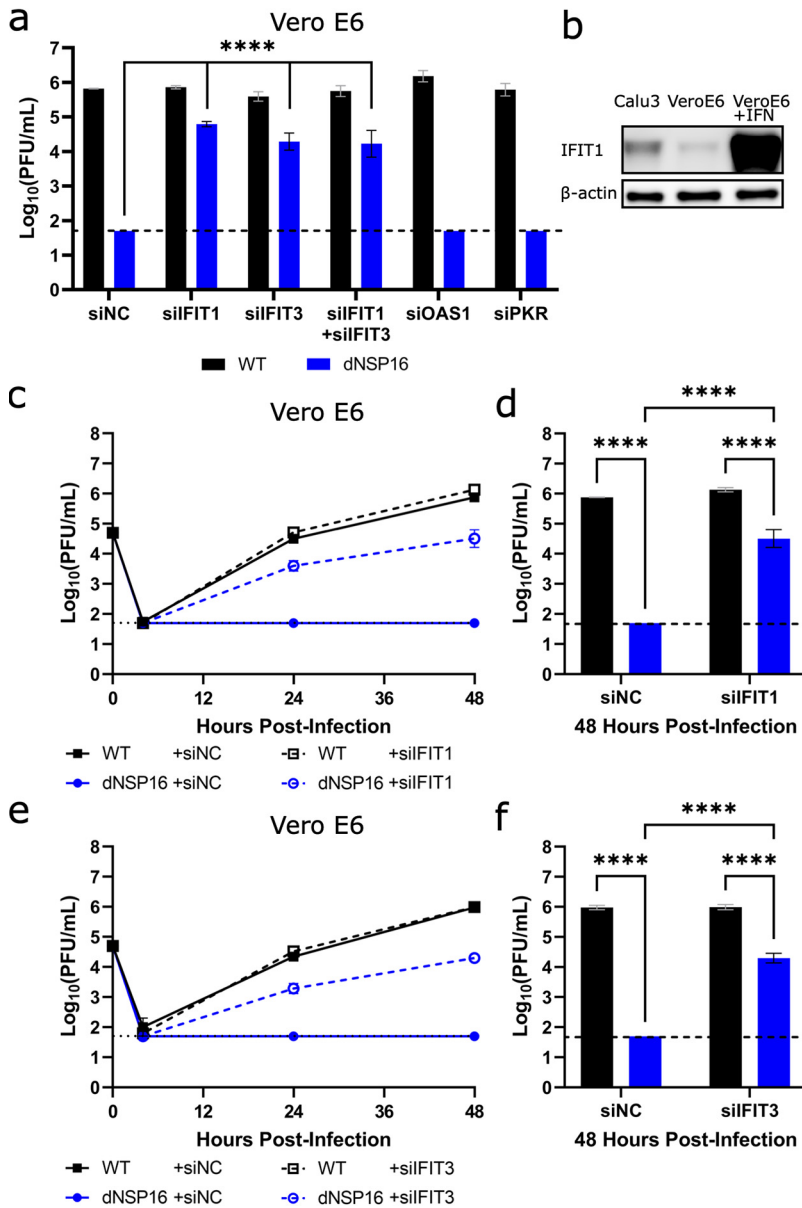 a
Vero E6
****
Log10(PFU/mL)
7
6
5
4
3
2
1
0
siNC
siIFIT1
siIFIT3
siIFIT1
+siIFIT3
siOAS1
siPKR
WT
dNSP16
b
Calu3
VeroE6
VeroE6
+IFN
IFIT1
β-actin
c
Vero E6
Log10(PFU/mL)
8
7
6
5
4
3
2
1
0
0
12
24
36
48
Hours Post-Infection
WT +siNC
WT +siIFIT1
dNSP16 +siNC
dNSP16 +siIFIT1
d
****
**** ****
Log10(PFU/mL)
8
7
6
5
4
3
2
1
0
siNC
siIFIT1
48 Hours Post-Infection
e
Vero E6
Log10(PFU/mL)
8
7
6
5
4
3
2
1
0
0
12
24
36
48
Hours Post-Infection
WT +siNC
WT +siIFIT3
dNSP16 +siNC
dNSP16 +siIFIT3
f
****
**** ****
Log10(PFU/mL)
8
7
6
5
4
3
2
1
0
siNC
siIFIT3
48 Hours Post-Infection